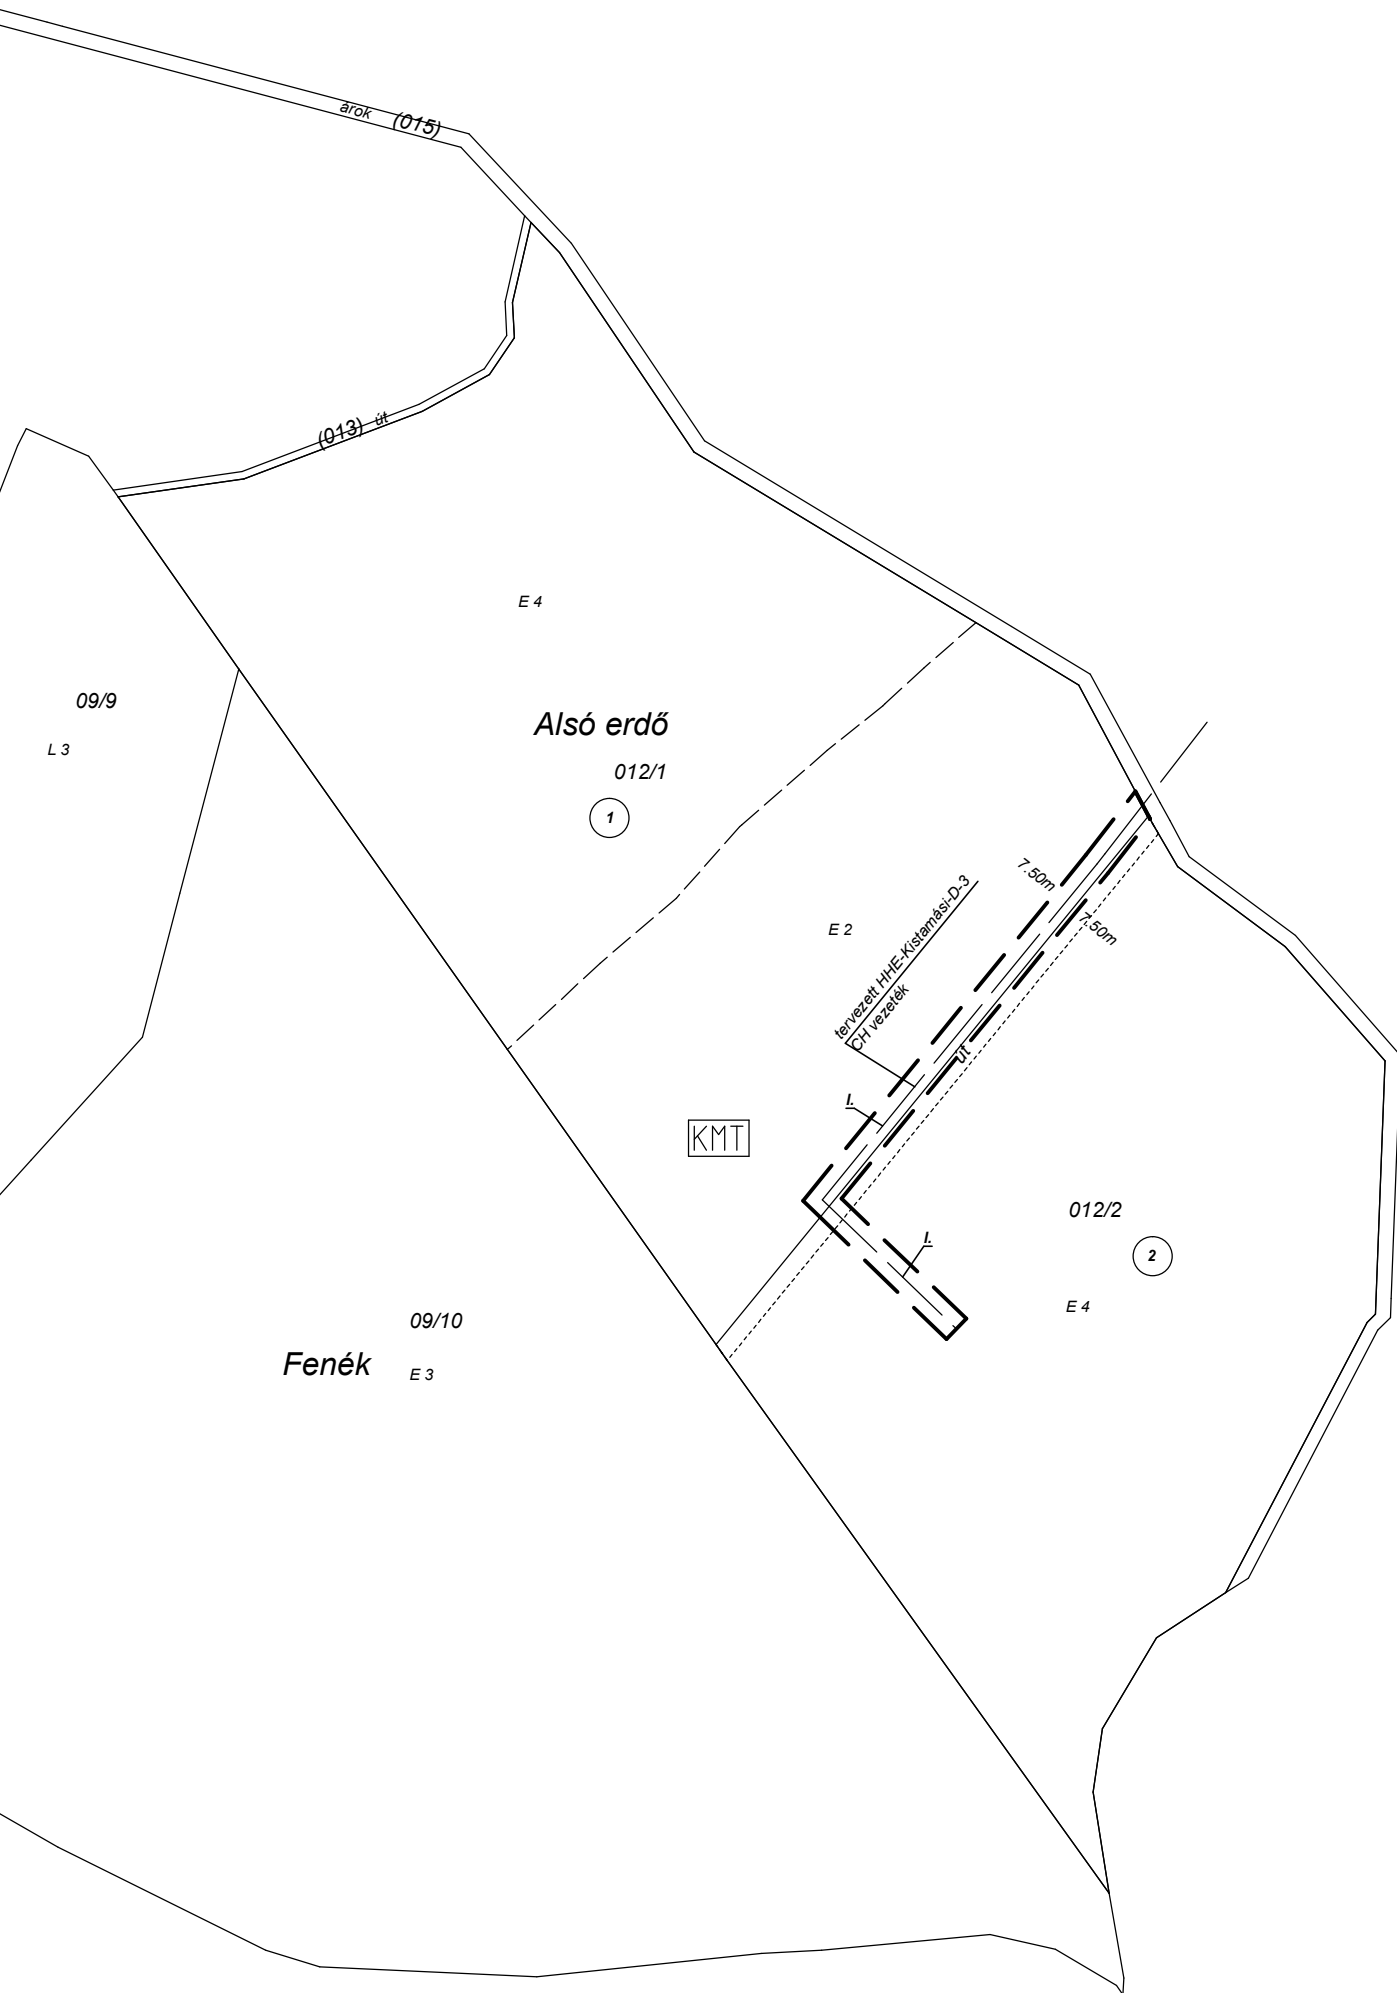 árok (015)
(013) út
E 4
09/9
L 3
Alsó erdő
012/1
1
7.50m
7.50m
E 2
tervezett HHE-Kistamási-D-3
CH vezeték
út
I.
KMT
012/2
I.
2
E 4
09/10
Fenék
E 3